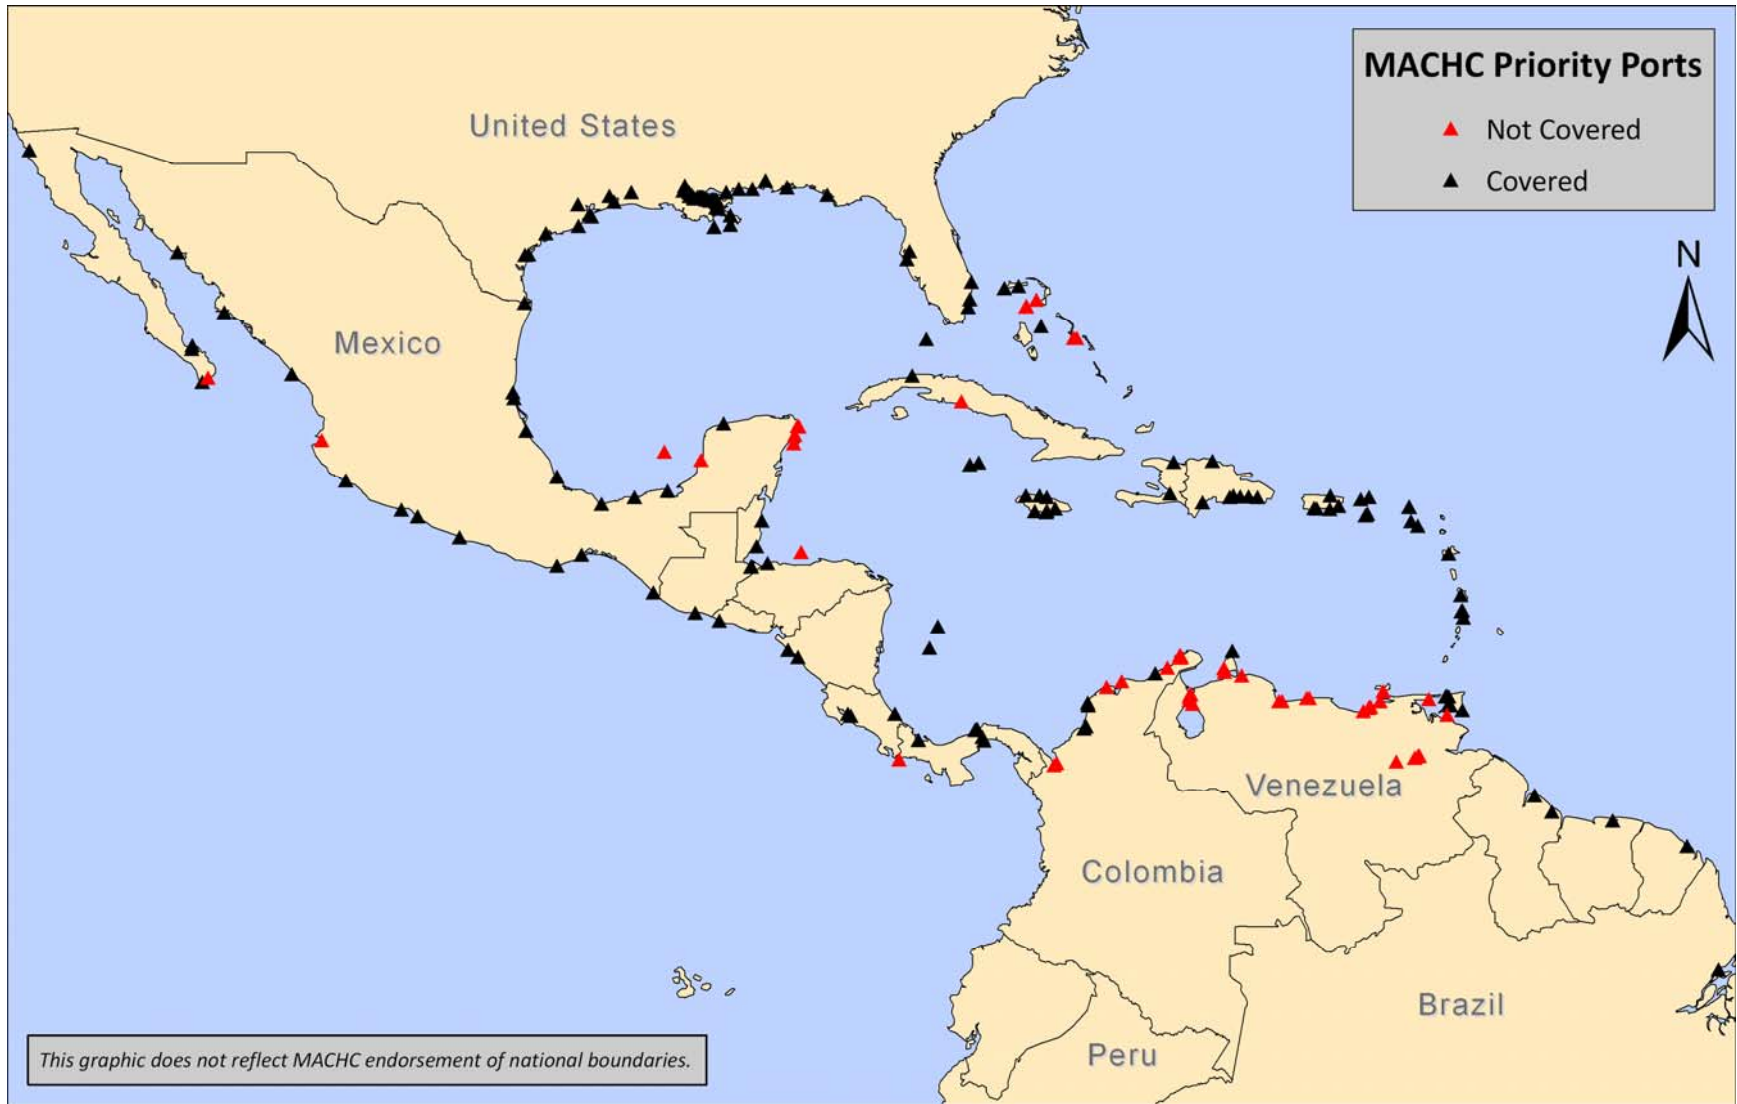 MACHC Priority Ports
Not Covered
Covered
United States
N
Mexico
Venezuela
Colombia
Brazil
Peru
This graphic does not reflect MACHC endorsement of national boundaries.